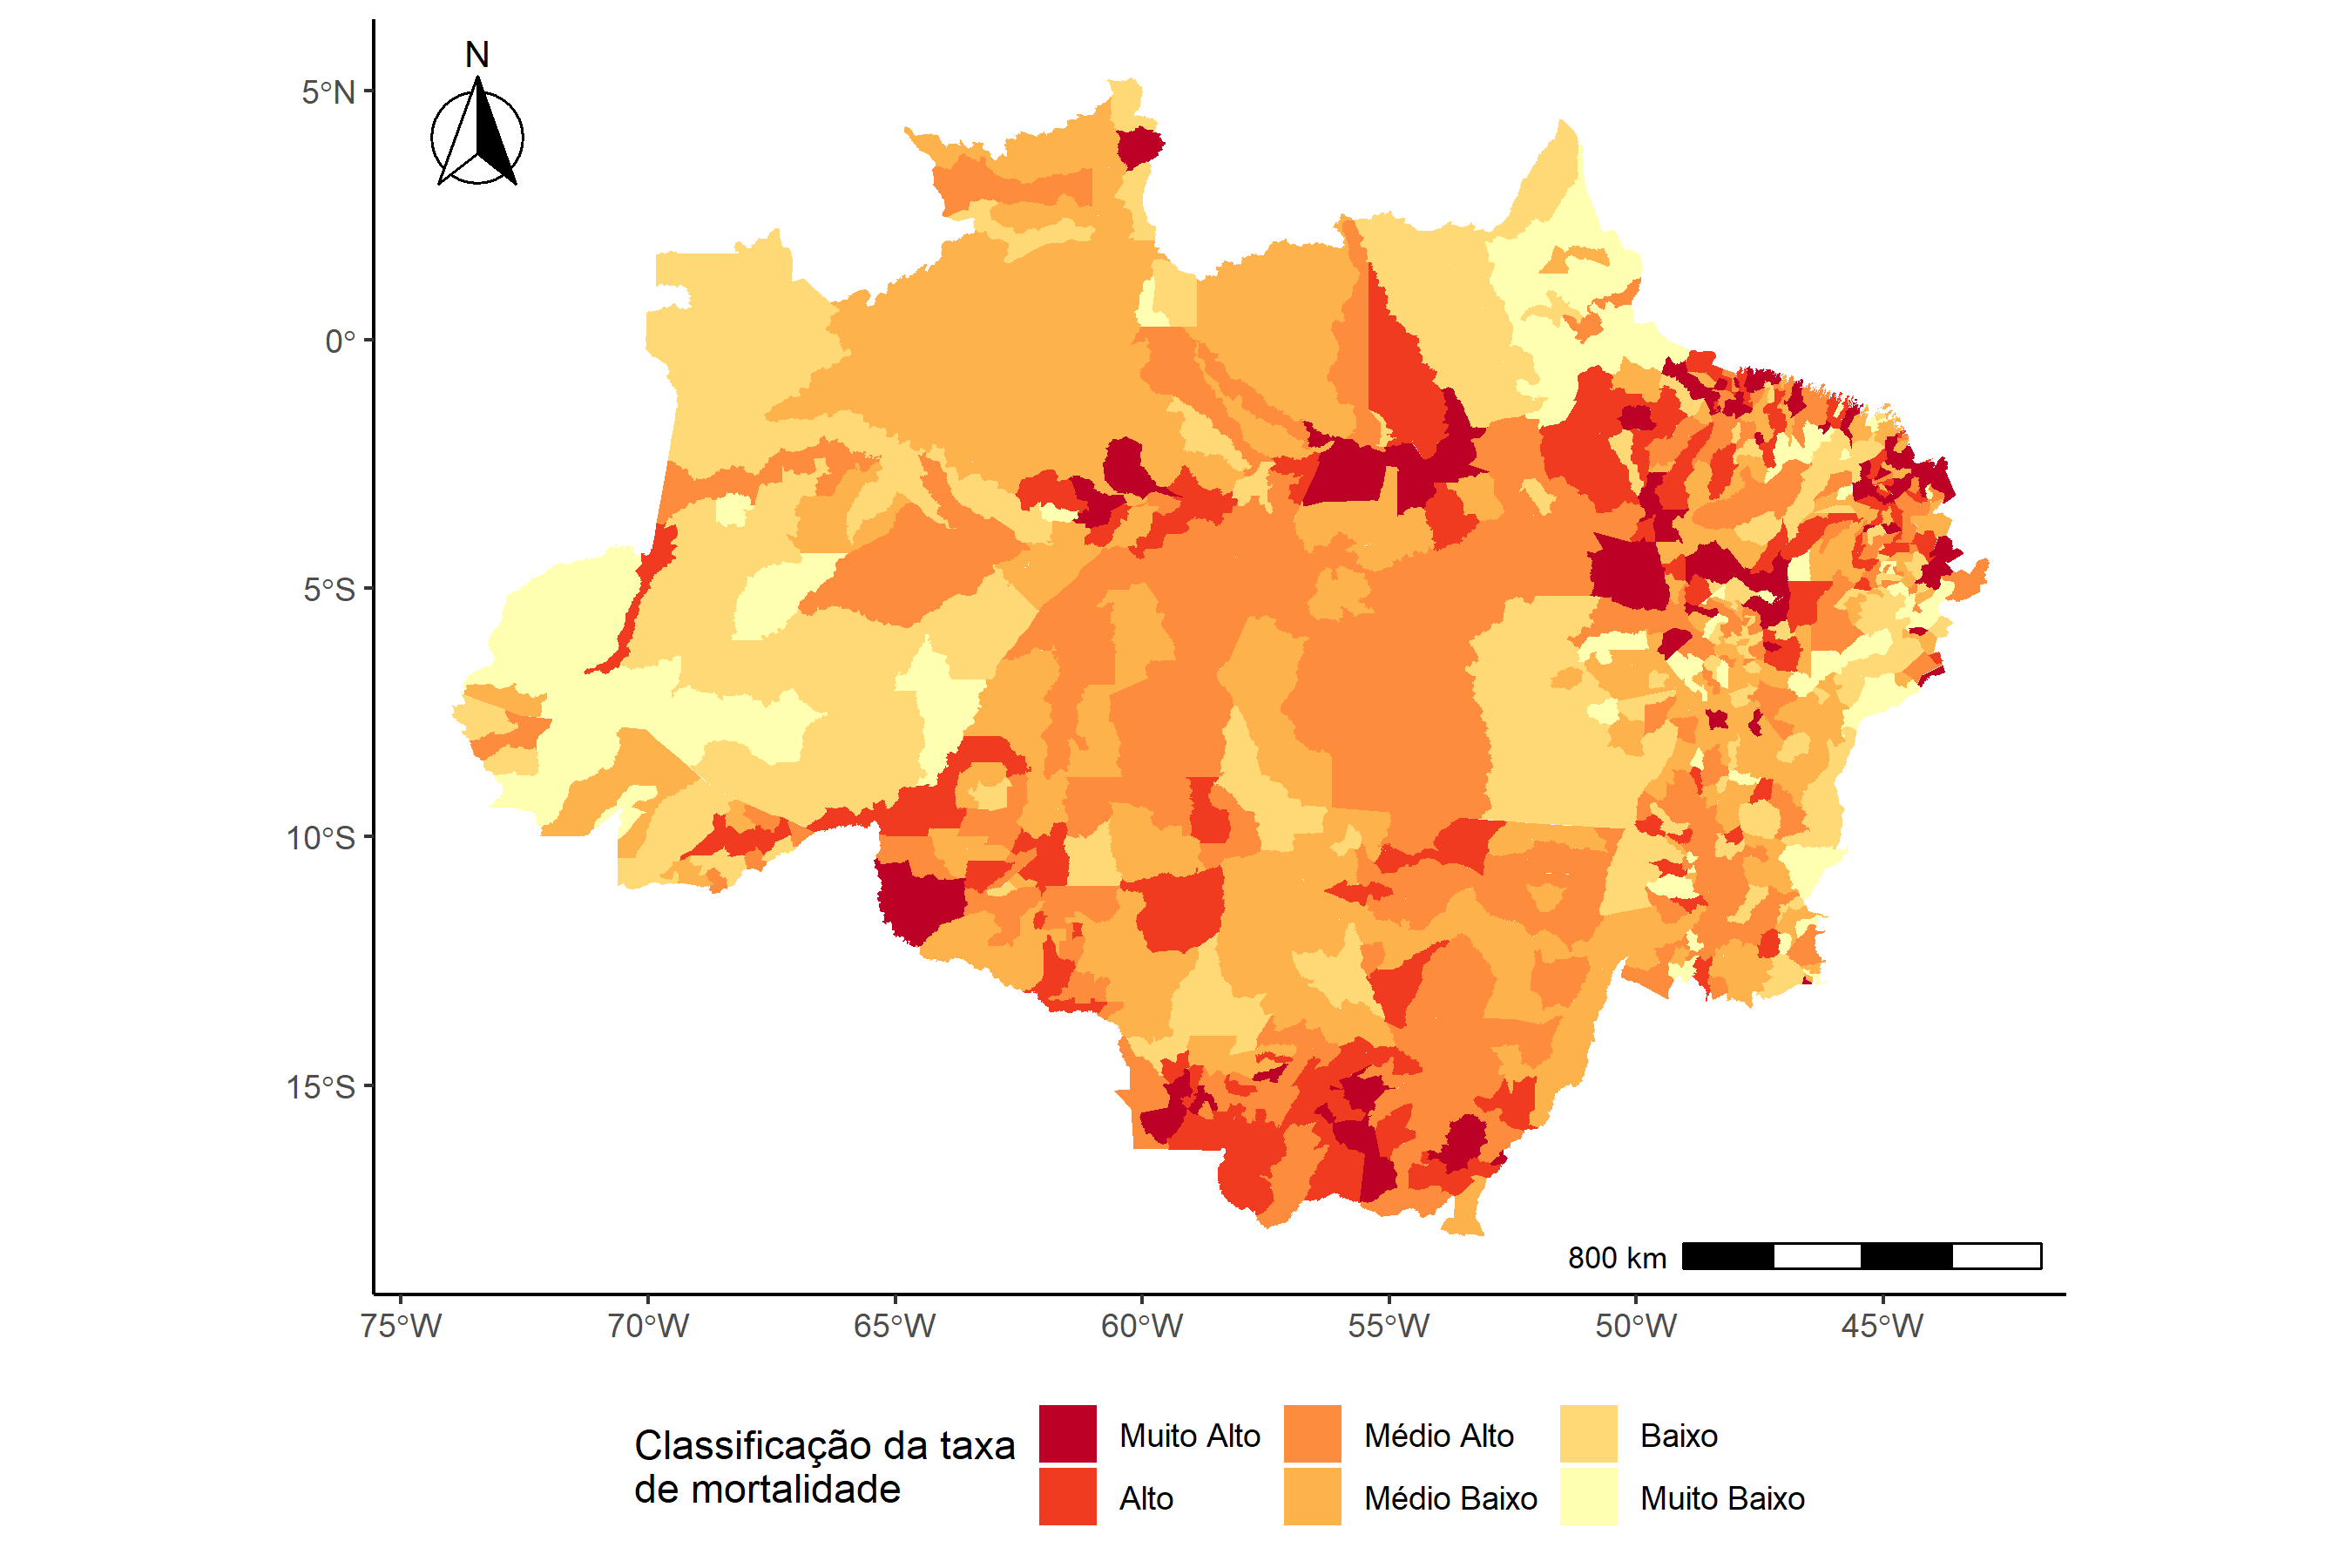 N
5°N
0°
5°S
10°S
15°S
800 km
75°W 70°W 65°W 60°W 55°W 50°W 45°W
Classificação da taxa
de mortalidade
Muito Alto Médio Alto Baixo
Alto Médio Baixo Muito Baixo